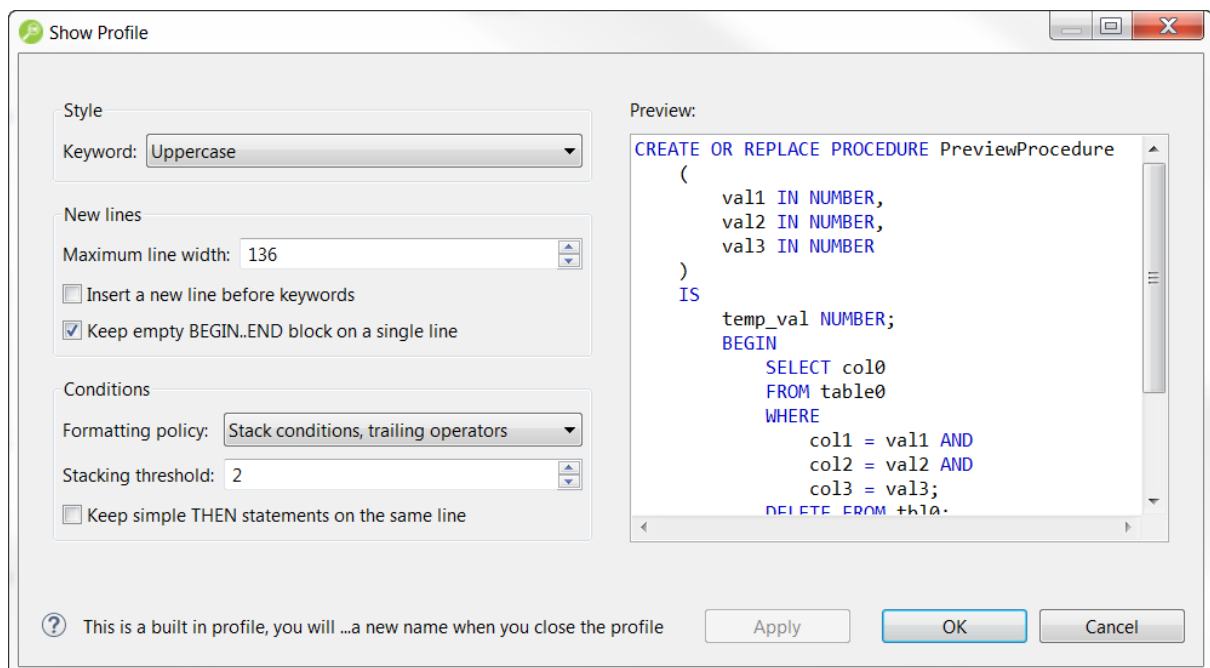 Show Profile
Style
Keyword: Uppercase
New lines
Maximum line width: 136
Insert a new line before keywords
Keep empty BEGIN..END block on a single line
Conditions
Formatting policy: Stack conditions, trailing operators
Stacking threshold: 2
Keep simple THEN statements on the same line
Preview:
CREATE OR REPLACE PROCEDURE PreviewProcedure
(
val1 IN NUMBER,
val2 IN NUMBER,
val3 IN NUMBER
)
IS
temp_val NUMBER;
BEGIN
SELECT col0
FROM table0
WHERE
col1 = val1 AND
col2 = val2 AND
col3 = val3;
DELETE FROM tbl0;
This is a built in profile, you will ...a new name when you close the profile
Apply
OK
Cancel